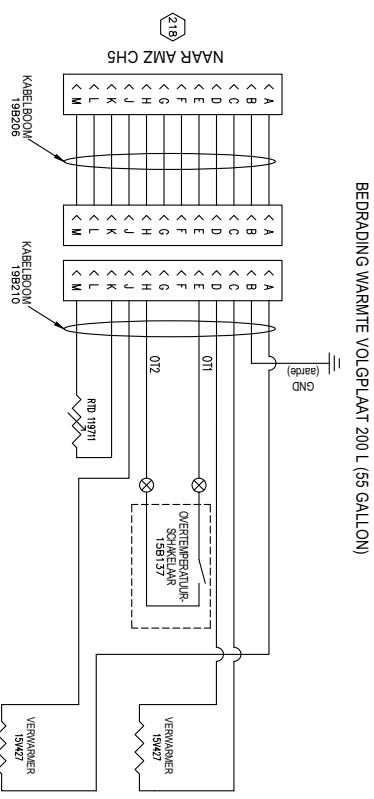 BEDRADING WARMTE VOLGPLAAT 200 L (55 GALLON)
218
NAAR AMZ CH5
KABELBOOM
19B206
KABELBOOM
19B210
A
B
C
D
E
F
G
H
J
K
L
M
A
B
C
D
E
F
G
H
J
K
L
M
A
B
C
D
E
F
G
H
J
K
L
M
GND
(aarde)
OT1
OT2
OVERTEMPERATUUR-
SCHAKELAAR
15B137
RTD 119711
VERWARMER
15V427
VERWARMER
15V427